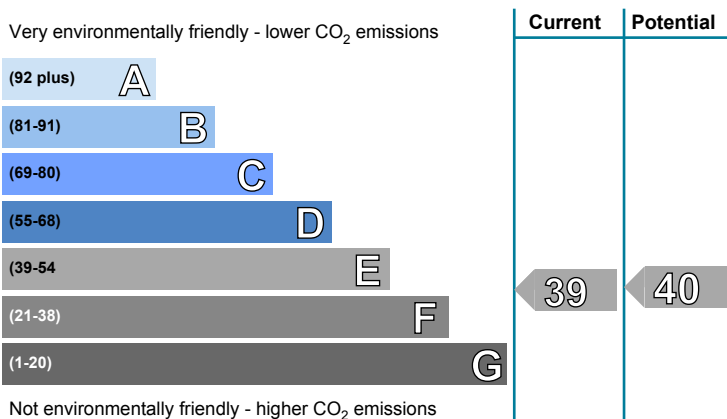 Current Potential
Very environmentally friendly - lower CO2 emissions
(92 plus) A
(81-91) B
(69-80) C
(55-68) D
(39-54 E
39 40
(21-38) F
(1-20) G
Not environmentally friendly - higher CO2 emissions